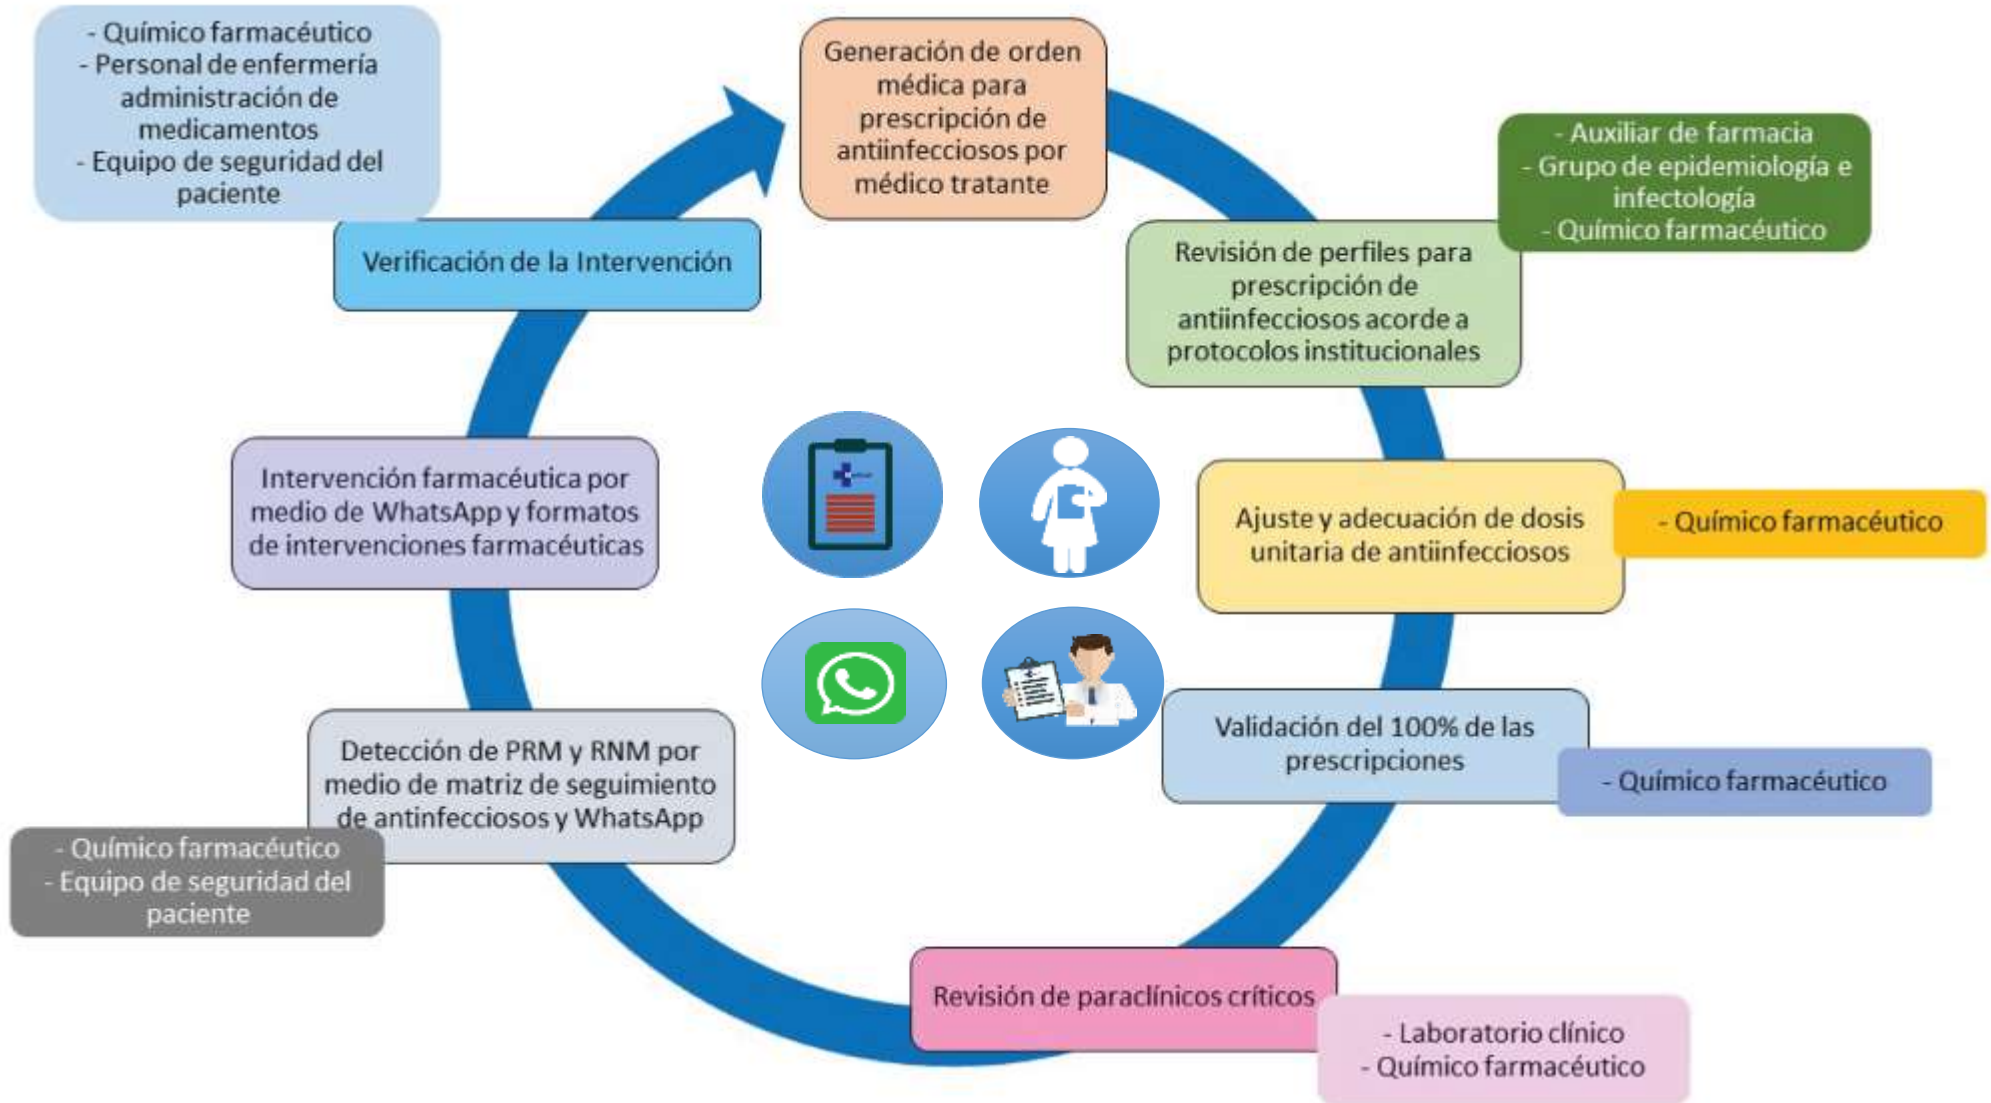 - Químico farmacéutico
- Personal de enfermería
administración de
medicamentos
- Equipo de seguridad del
paciente
Generación de orden
médica para
prescripción de
antiinfecciosos por
médico tratante
- Auxiliar de farmacia
- Grupo de epidemiología e
infectología
- Químico farmacéutico
Verificación de la Intervención
Revisión de perfiles para
prescripción de
antiinfecciosos acorde a
protocolos institucionales
Intervención farmacéutica por
medio de WhatsApp y formatos
de intervenciones farmacéuticas
Ajuste y adecuación de dosis
unitaria de antiinfecciosos
- Químico farmacéutico
Detección de PRM y RNM por
medio de matriz de seguimiento
de antinfecciosos y WhatsApp
Validación del 100% de las
prescripciones
- Químico farmacéutico
- Químico farmacéutico
- Equipo de seguridad del
paciente
Revisión de paraclínicos críticos
- Laboratorio clínico
- Químico farmacéutico